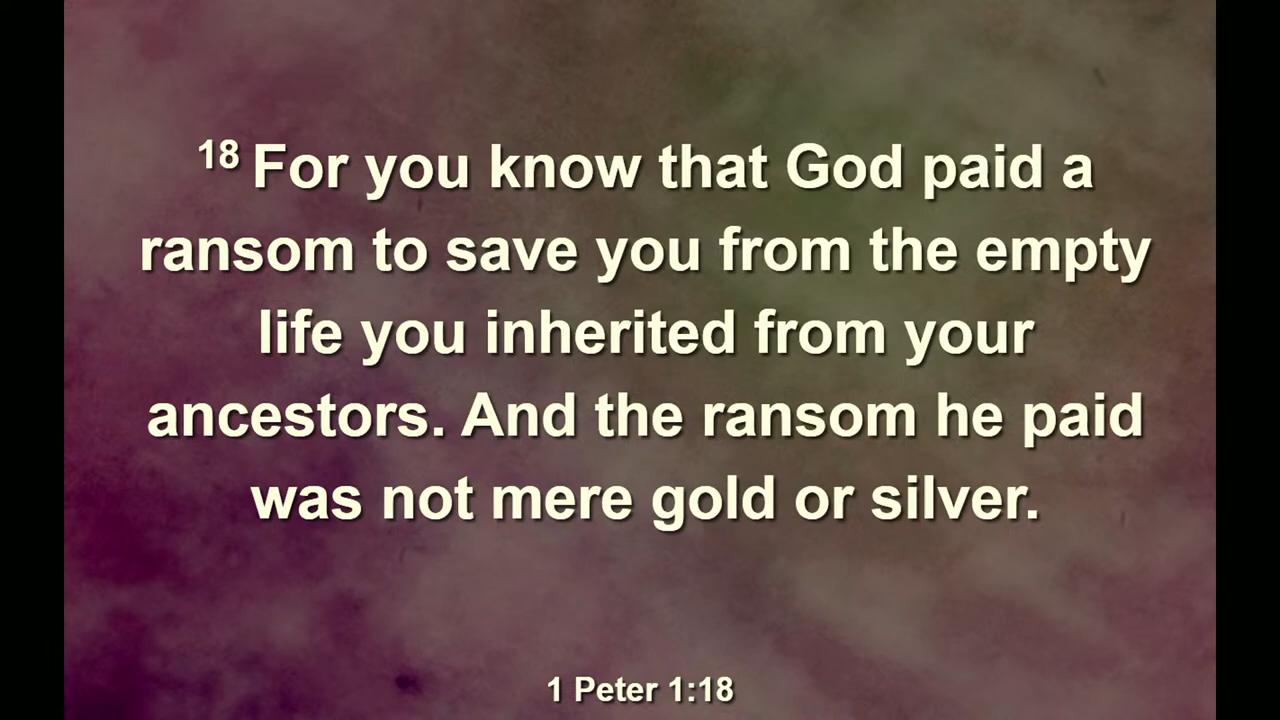 18 For you know that God paid a
ransom to save you from the empty
life you inherited from your
ancestors. And the ransom he paid
was not mere gold or silver.
1 Peter 1:18